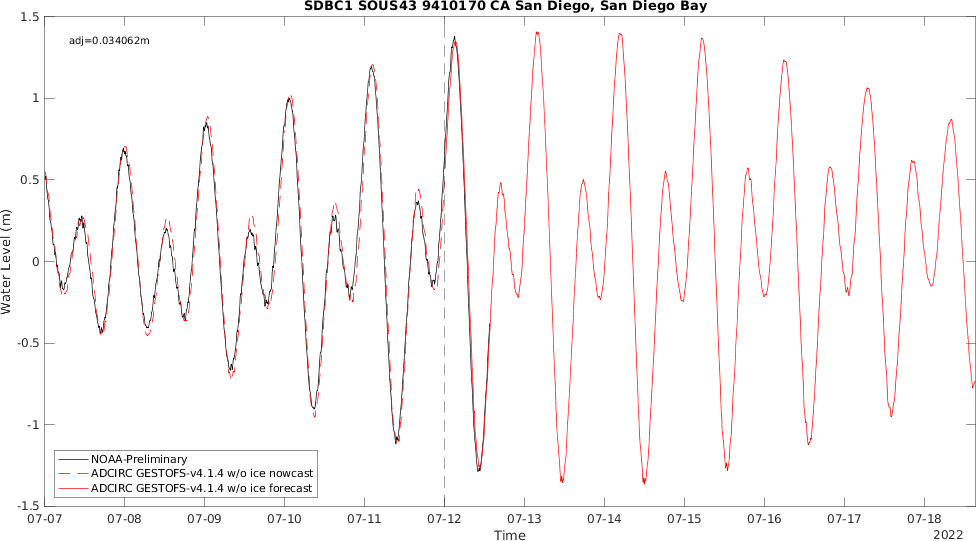 SDBC1 SOUS43 9410170 CA San Diego, San Diego Bay
adj=0.034062m
1.5
1
0.5
0
-0.5
-1
-1.5
Water Level (m)
NOAA-Preliminary
ADCIRC GESTOFS-v4.1.4 w/o ice nowcast
ADCIRC GESTOFS-v4.1.4 w/o ice forecast
07-07 07-08 07-09 07-10 07-11 07-12 07-13 07-14 07-15 07-16 07-17 07-18
Time
2022